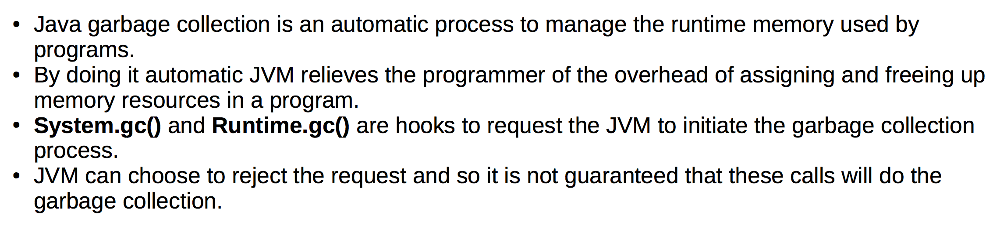 • Java garbage collection is an automatic process to manage the runtime memory used by
programs.
• By doing it automatic JVM relieves the programmer of the overhead of assigning and freeing up
memory resources in a program.
• System.gc() and Runtime.gc() are hooks to request the JVM to initiate the garbage collection
process.
• JVM can choose to reject the request and so it is not guaranteed that these calls will do the
garbage collection.